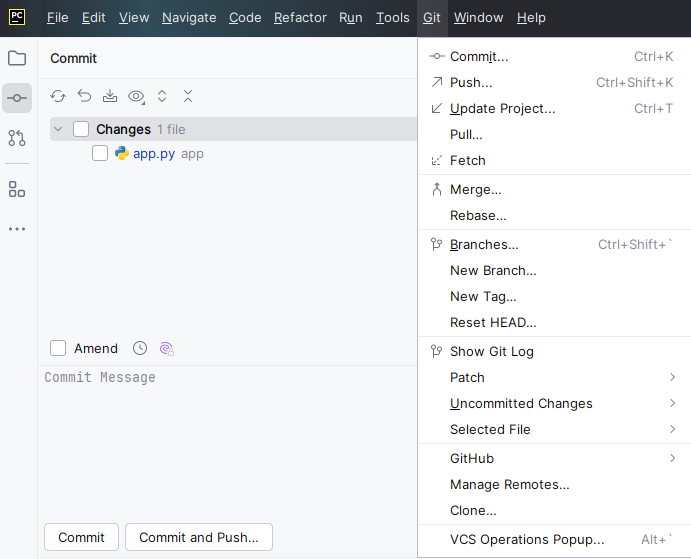 PC File Edit View Navigate Code Refactor Run Tools Git Window Help
Commit
Changes 1 file
app.py app
Amend
Commit Message
Commit Commit and Push...
Commit... Ctrl+K
Push... Ctrl+Shift+K
Update Project... Ctrl+T
Pull...
Fetch
Merge...
Rebase...
Branches... Ctrl+Shift+`
New Branch...
New Tag...
Reset HEAD...
Show Git Log
Patch
Uncommitted Changes
Selected File
GitHub
Manage Remotes...
Clone...
VCS Operations Popup... Alt+`